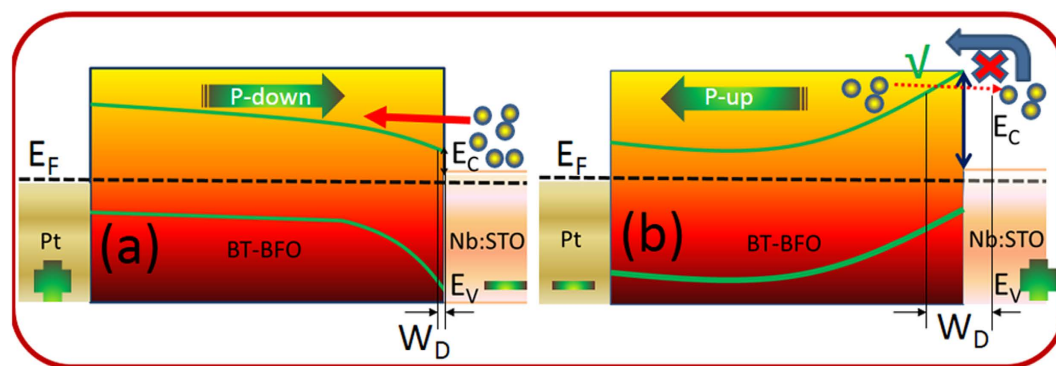 P-down
E_F
E_C
Pt
(a)
BT-BFO
Nb:STO
E_V
W_D
√
P-up
E_F
E_C
Pt
(b)
BT-BFO
Nb:STO
E_V
W_D